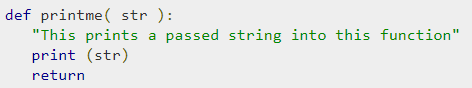 def printme( str ):
   "This prints a passed string into this function"
   print (str)
   return